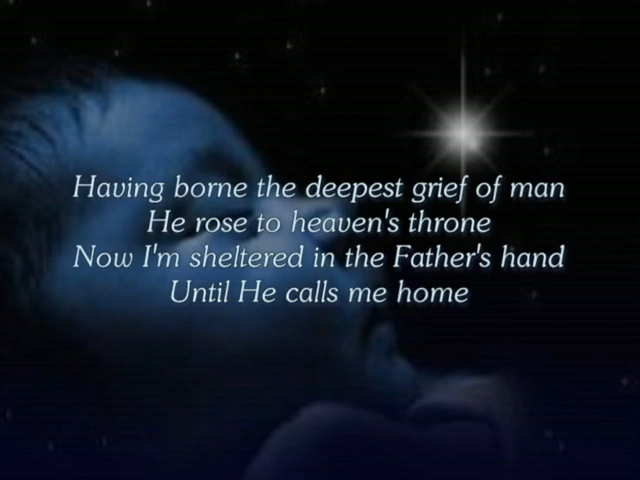 Having borne the deepest grief of man
He rose to heaven's throne
Now I'm sheltered in the Father's hand
Until He calls me home